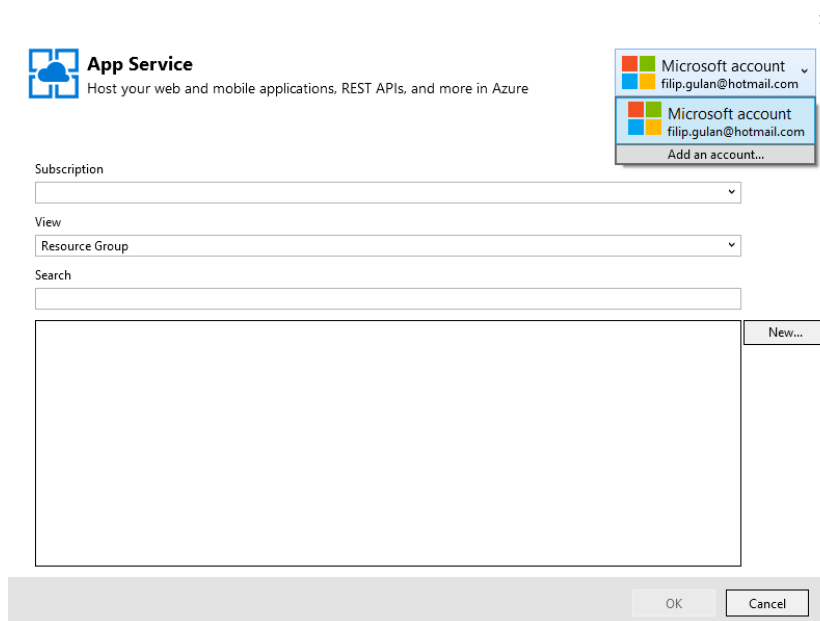 App Service
Host your web and mobile applications, REST APIs, and more in Azure
Microsoft account
filip.gulan@hotmail.com
Microsoft account
filip.gulan@hotmail.com
Add an account...
Subscription
View
Resource Group
Search
New...
OK
Cancel